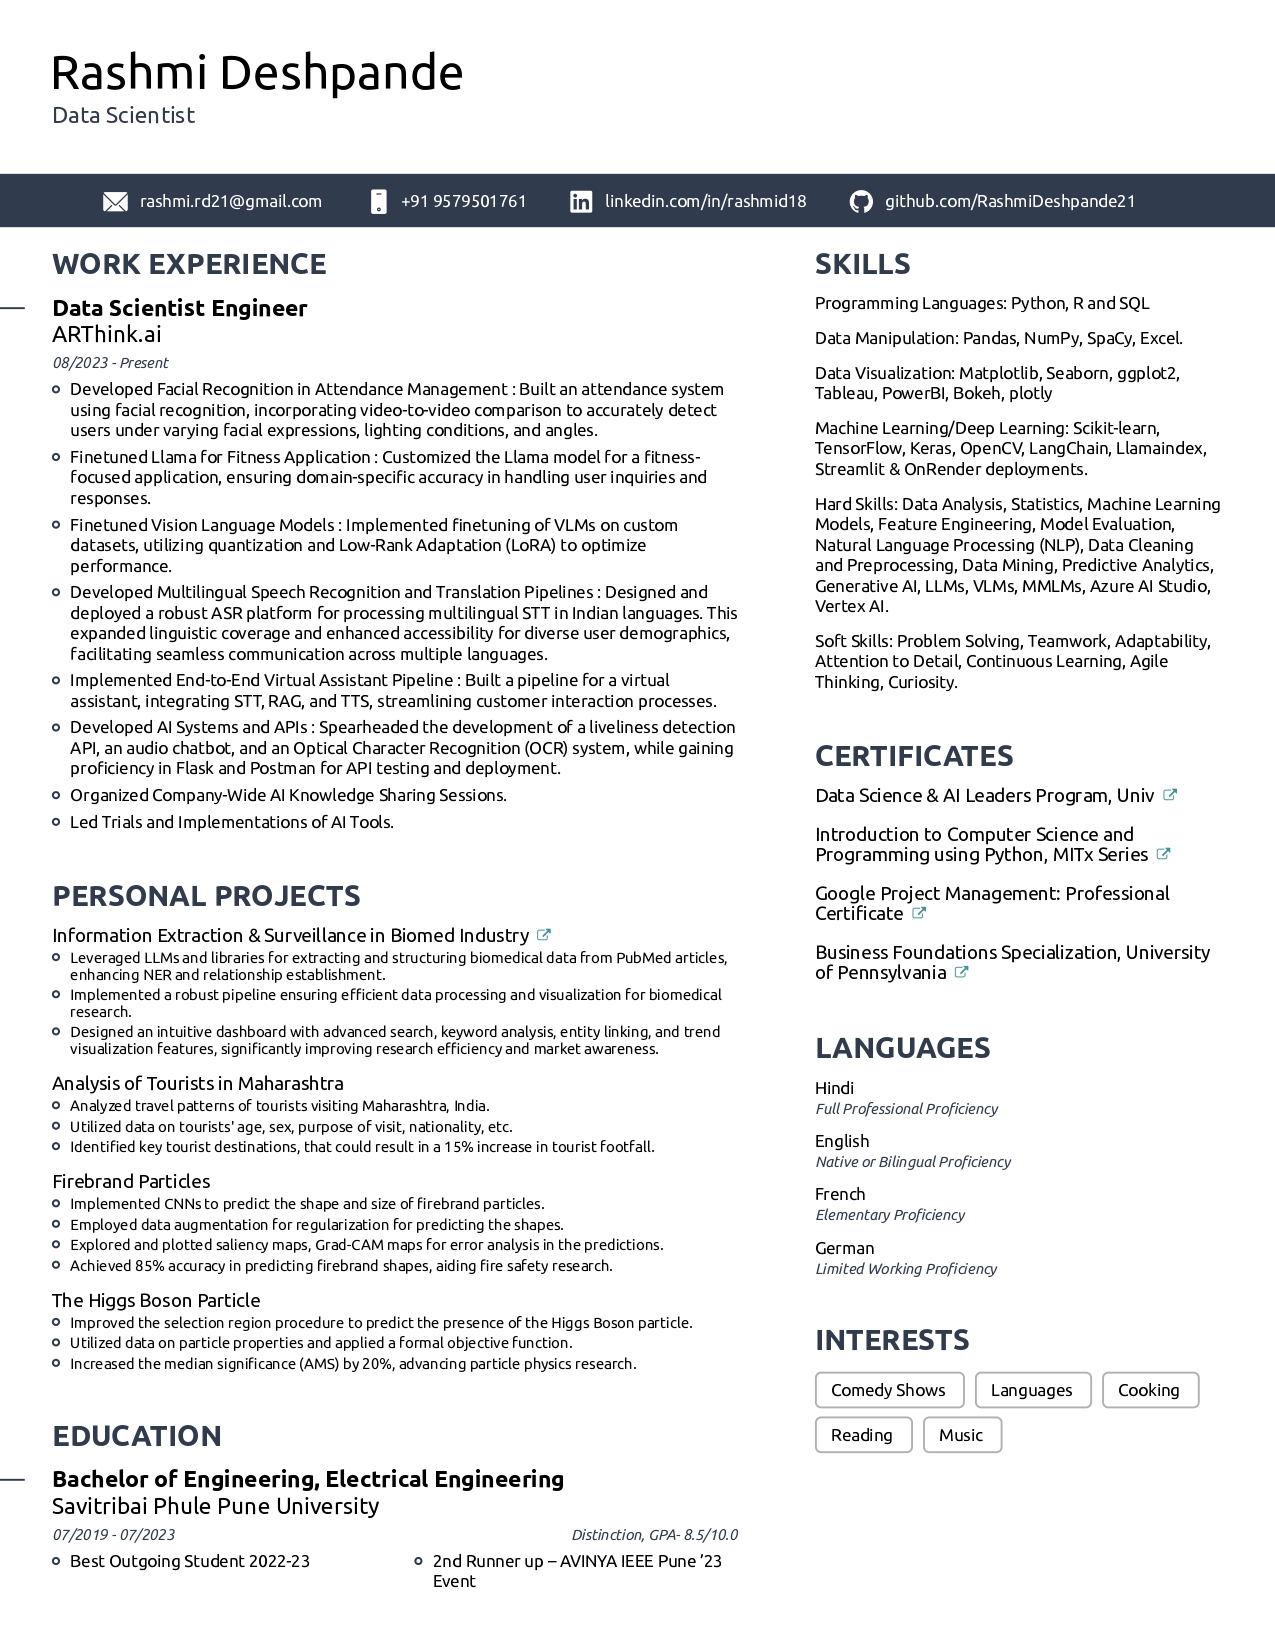 Rashmi Deshpande
Data Scientist
rashmi.rd21@gmail.com
+91 9579501761
linkedin.com/in/rashmid18
github.com/RashmiDeshpande21
WORK EXPERIENCE
Data Scientist Engineer
ARThink.ai
08/2023 - Present
Developed Facial Recognition in Attendance Management : Built an attendance system
using facial recognition, incorporating video-to-video comparison to accurately detect
users under varying facial expressions, lighting conditions, and angles.
Finetuned Llama for Fitness Application : Customized the Llama model for a fitness-
focused application, ensuring domain-specific accuracy in handling user inquiries and
responses.
Finetuned Vision Language Models : Implemented finetuning of VLMs on custom
datasets, utilizing quantization and Low-Rank Adaptation (LoRA) to optimize
performance.
Developed Multilingual Speech Recognition and Translation Pipelines : Designed and
deployed a robust ASR platform for processing multilingual STT in Indian languages. This
expanded linguistic coverage and enhanced accessibility for diverse user demographics,
facilitating seamless communication across multiple languages.
Implemented End-to-End Virtual Assistant Pipeline : Built a pipeline for a virtual
assistant, integrating STT, RAG, and TTS, streamlining customer interaction processes.
Developed AI Systems and APIs : Spearheaded the development of a liveliness detection
API, an audio chatbot, and an Optical Character Recognition (OCR) system, while gaining
proficiency in Flask and Postman for API testing and deployment.
Organized Company-Wide AI Knowledge Sharing Sessions.
Led Trials and Implementations of AI Tools.
PERSONAL PROJECTS
Information Extraction & Surveillance in Biomed Industry
Leveraged LLMs and libraries for extracting and structuring biomedical data from PubMed articles,
enhancing NER and relationship establishment.
Implemented a robust pipeline ensuring efficient data processing and visualization for biomedical
research.
Designed an intuitive dashboard with advanced search, keyword analysis, entity linking, and trend
visualization features, significantly improving research efficiency and market awareness.
Analysis of Tourists in Maharashtra
Analyzed travel patterns of tourists visiting Maharashtra, India.
Utilized data on tourists' age, sex, purpose of visit, nationality, etc.
Identified key tourist destinations, that could result in a 15% increase in tourist footfall.
Firebrand Particles
Implemented CNNs to predict the shape and size of firebrand particles.
Employed data augmentation for regularization for predicting the shapes.
Explored and plotted saliency maps, Grad-CAM maps for error analysis in the predictions.
Achieved 85% accuracy in predicting firebrand shapes, aiding fire safety research.
The Higgs Boson Particle
Improved the selection region procedure to predict the presence of the Higgs Boson particle.
Utilized data on particle properties and applied a formal objective function.
Increased the median significance (AMS) by 20%, advancing particle physics research.
EDUCATION
Bachelor of Engineering, Electrical Engineering
Savitribai Phule Pune University
07/2019 - 07/2023
Distinction, GPA- 8.5/10.0
Best Outgoing Student 2022-23
2nd Runner up – AVINYA IEEE Pune ’23
Event
SKILLS
Programming Languages: Python, R and SQL
Data Manipulation: Pandas, NumPy, SpaCy, Excel.
Data Visualization: Matplotlib, Seaborn, ggplot2,
Tableau, PowerBI, Bokeh, plotly
Machine Learning/Deep Learning: Scikit-learn,
TensorFlow, Keras, OpenCV, LangChain, Llamaindex,
Streamlit & OnRender deployments.
Hard Skills: Data Analysis, Statistics, Machine Learning
Models, Feature Engineering, Model Evaluation,
Natural Language Processing (NLP), Data Cleaning
and Preprocessing, Data Mining, Predictive Analytics,
Generative AI, LLMs, VLMs, MMLMs, Azure AI Studio,
Vertex AI.
Soft Skills: Problem Solving, Teamwork, Adaptability,
Attention to Detail, Continuous Learning, Agile
Thinking, Curiosity.
CERTIFICATES
Data Science & AI Leaders Program, Univ
Introduction to Computer Science and
Programming using Python, MITx Series
Google Project Management: Professional
Certificate
Business Foundations Specialization, University
of Pennsylvania
LANGUAGES
Hindi
Full Professional Proficiency
English
Native or Bilingual Proficiency
French
Elementary Proficiency
German
Limited Working Proficiency
INTERESTS
Comedy Shows
Languages
Cooking
Reading
Music